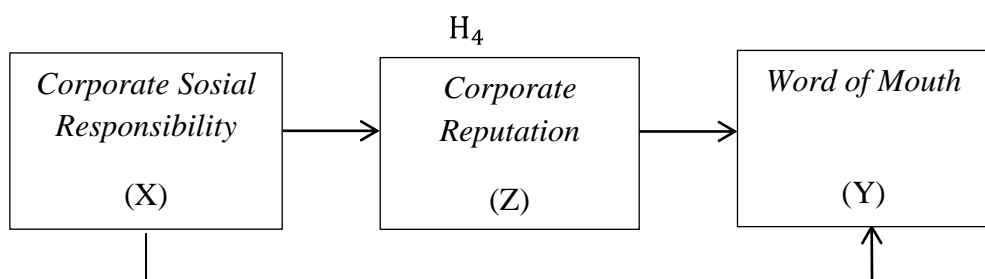 H₄
Corporate Sosial
Responsibility
(X)
Corporate
Reputation
(Z)
Word of Mouth
(Y)